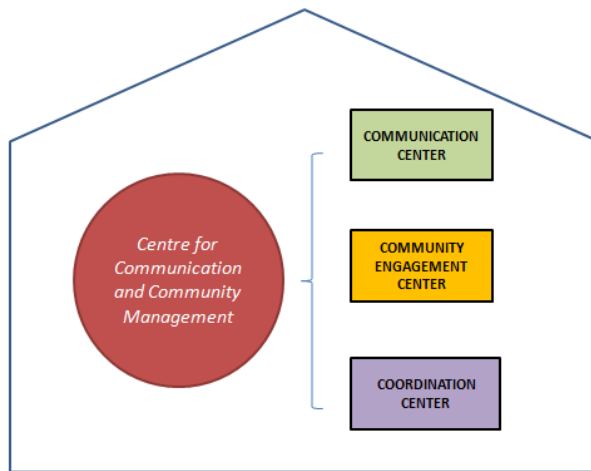 Centre for
Communication
and Community
Management
COMMUNICATION
CENTER
COMMUNITY
ENGAGEMENT
CENTER
COORDINATION
CENTER